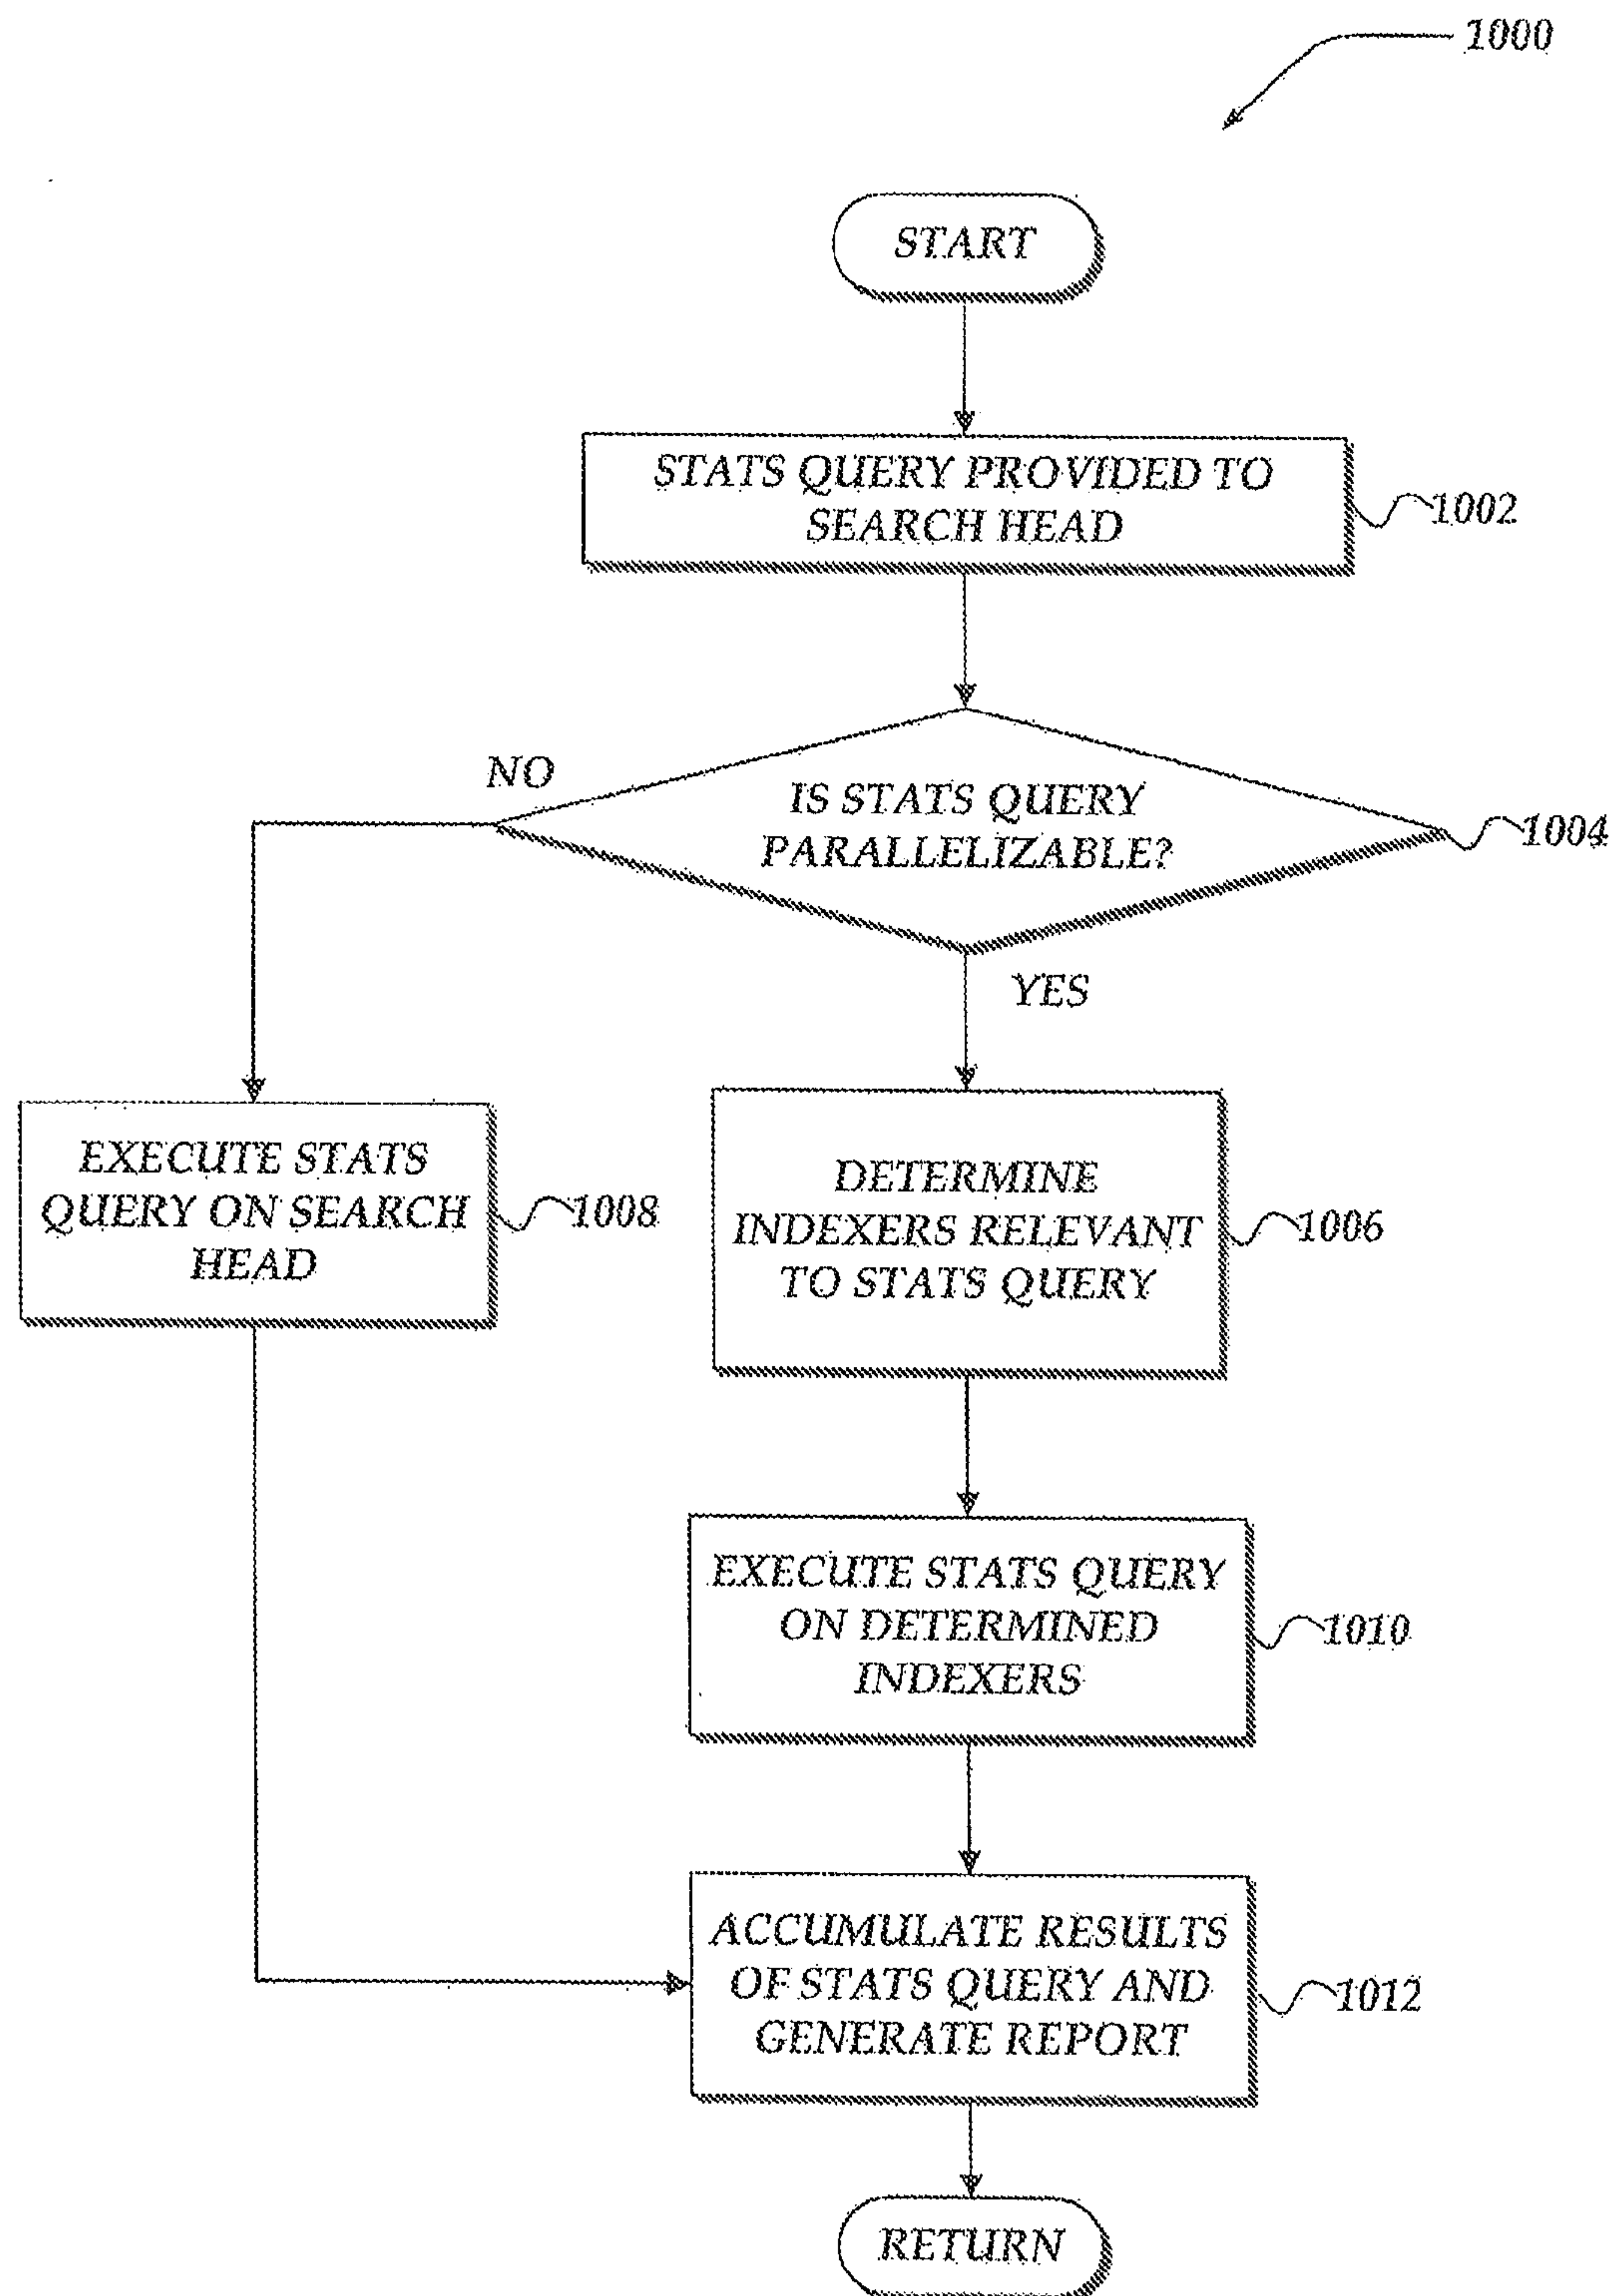 1000
START
STATS QUERY PROVIDED TO
SEARCH HEAD
1002
NO
IS STATS QUERY
PARALLELIZABLE?
1004
YES
EXECUTE STATS
QUERY ON SEARCH
HEAD
1008
DETERMINE
INDEXERS RELEVANT
TO STATS QUERY
1006
EXECUTE STATS QUERY
ON DETERMINED
INDEXERS
1010
ACCUMULATE RESULTS
OF STATS QUERY AND
GENERATE REPORT
1012
RETURN